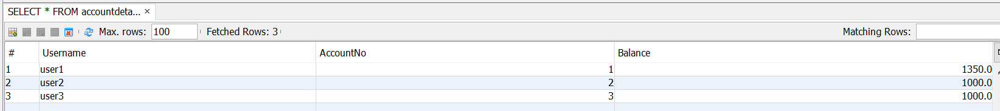 SELECT * FROM accountdeta... ×
Max. rows: 100 Fetched Rows: 3 Matching Rows:
# Username AccountNo Balance
1 user1 1 1350.0
2 user2 2 1000.0
3 user3 3 1000.0